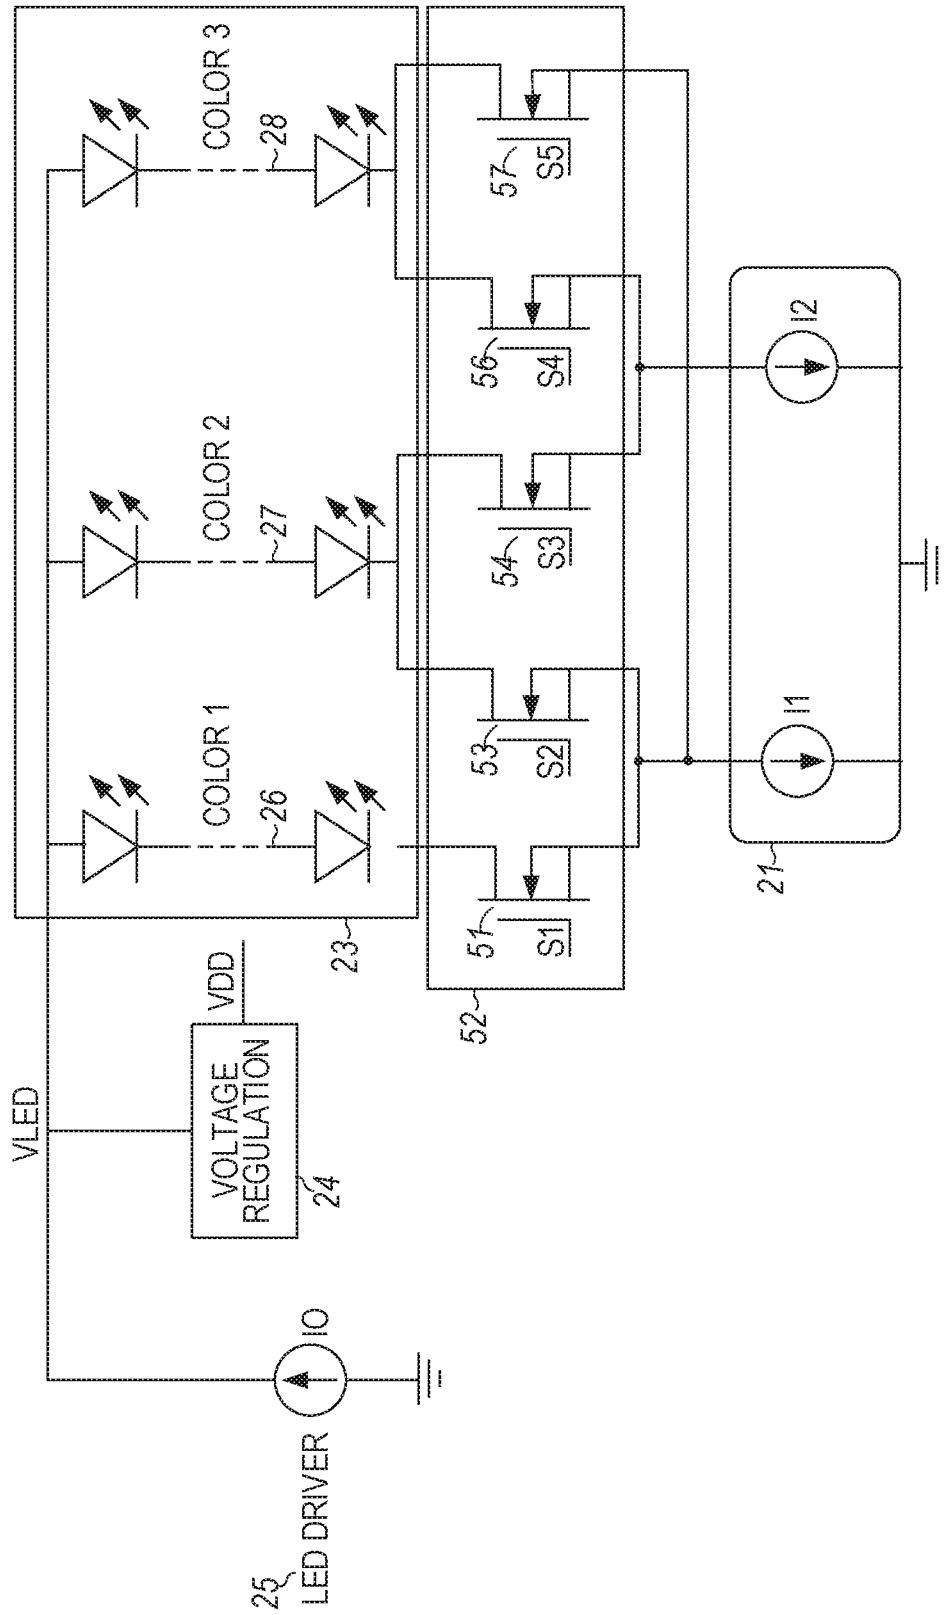 25
LED DRIVER
IO
VLED
VOLTAGE
REGULATION
24
VDD
23
COLOR 1
26
COLOR 2
27
COLOR 3
28
52
51
S1
53
S2
54
S3
56
S4
57
S5
21
I1
I2